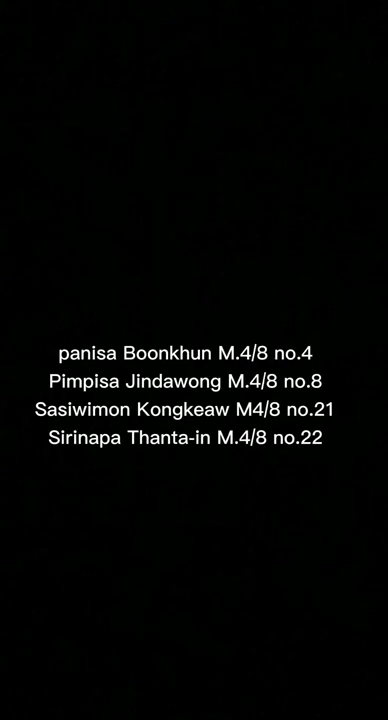 panisa Boonkhun M.4/8 no.4
Pimpisa Jindawong M.4/8 no.8
Sasiwimon Kongkeaw M4/8 no.21
Sirinapa Thanta-in M.4/8 no.22